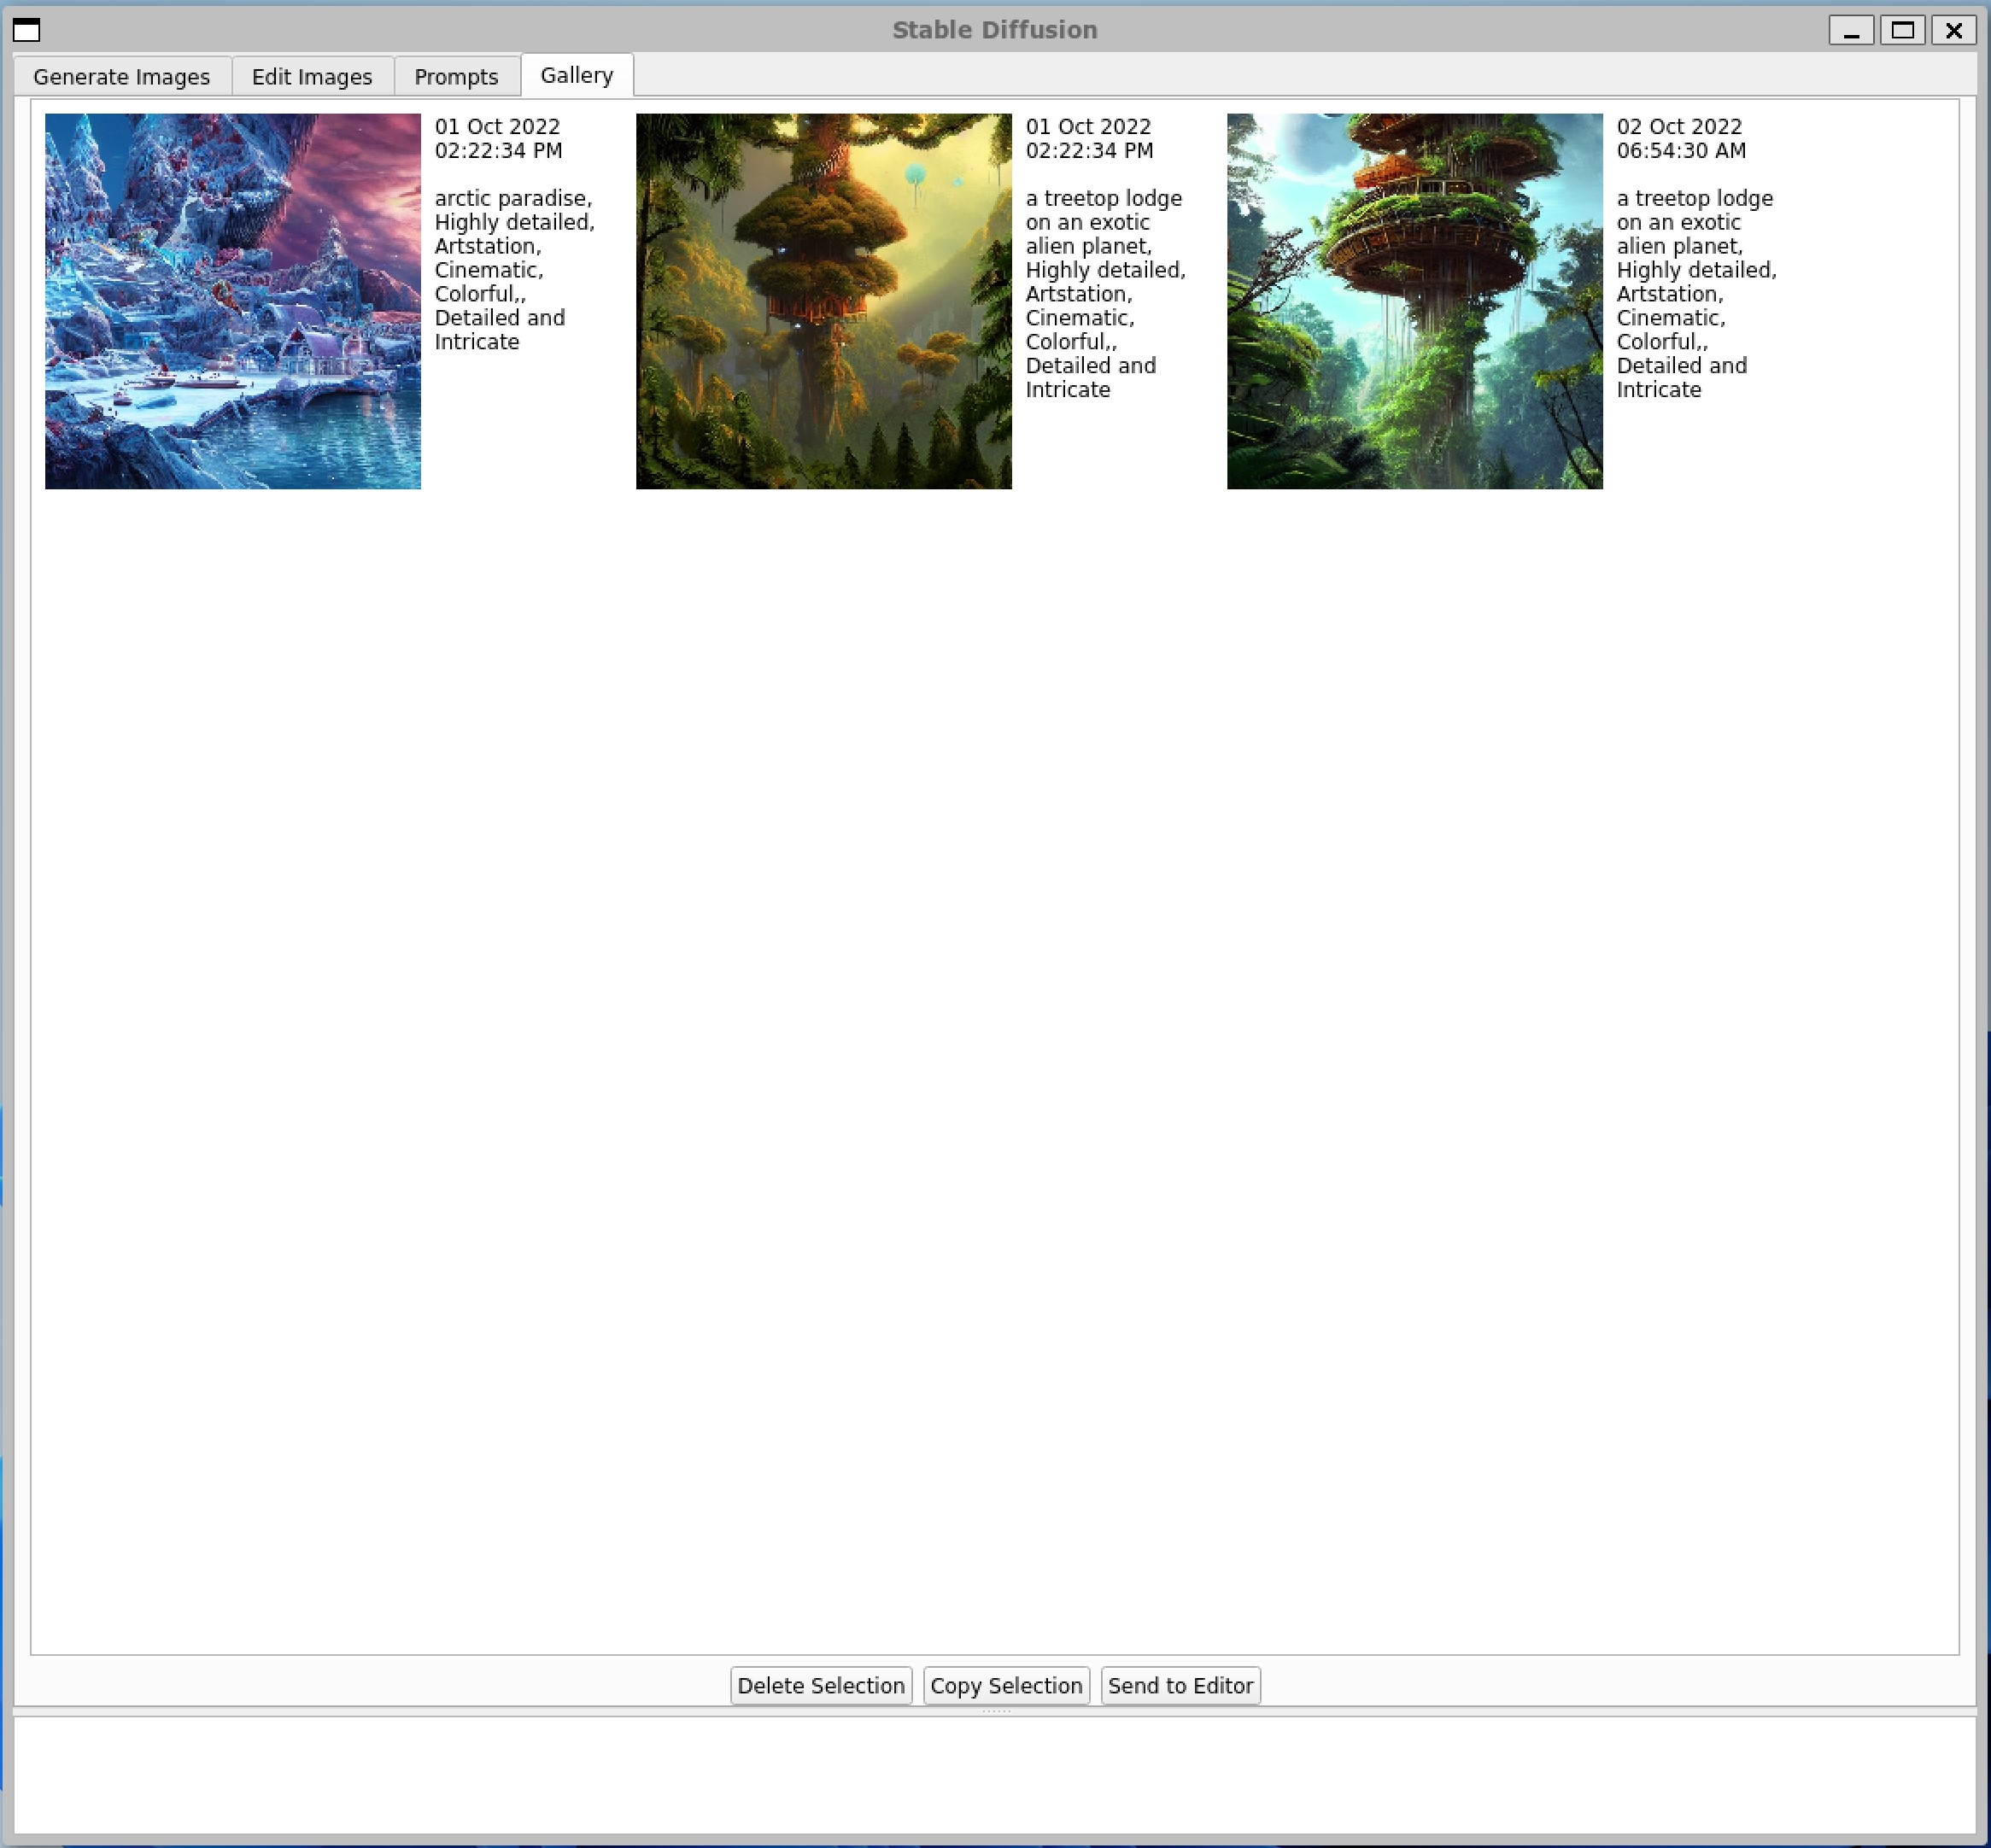 Stable Diffusion
Generate Images
Edit Images
Prompts
Gallery
01 Oct 2022
02:22:34 PM
arctic paradise,
Highly detailed,
Artstation,
Cinematic,
Colorful,,
Detailed and
Intricate
01 Oct 2022
02:22:34 PM
a treetop lodge
on an exotic
alien planet,
Highly detailed,
Artstation,
Cinematic,
Colorful,,
Detailed and
Intricate
02 Oct 2022
06:54:30 AM
a treetop lodge
on an exotic
alien planet,
Highly detailed,
Artstation,
Cinematic,
Colorful,,
Detailed and
Intricate
Delete Selection
Copy Selection
Send to Editor